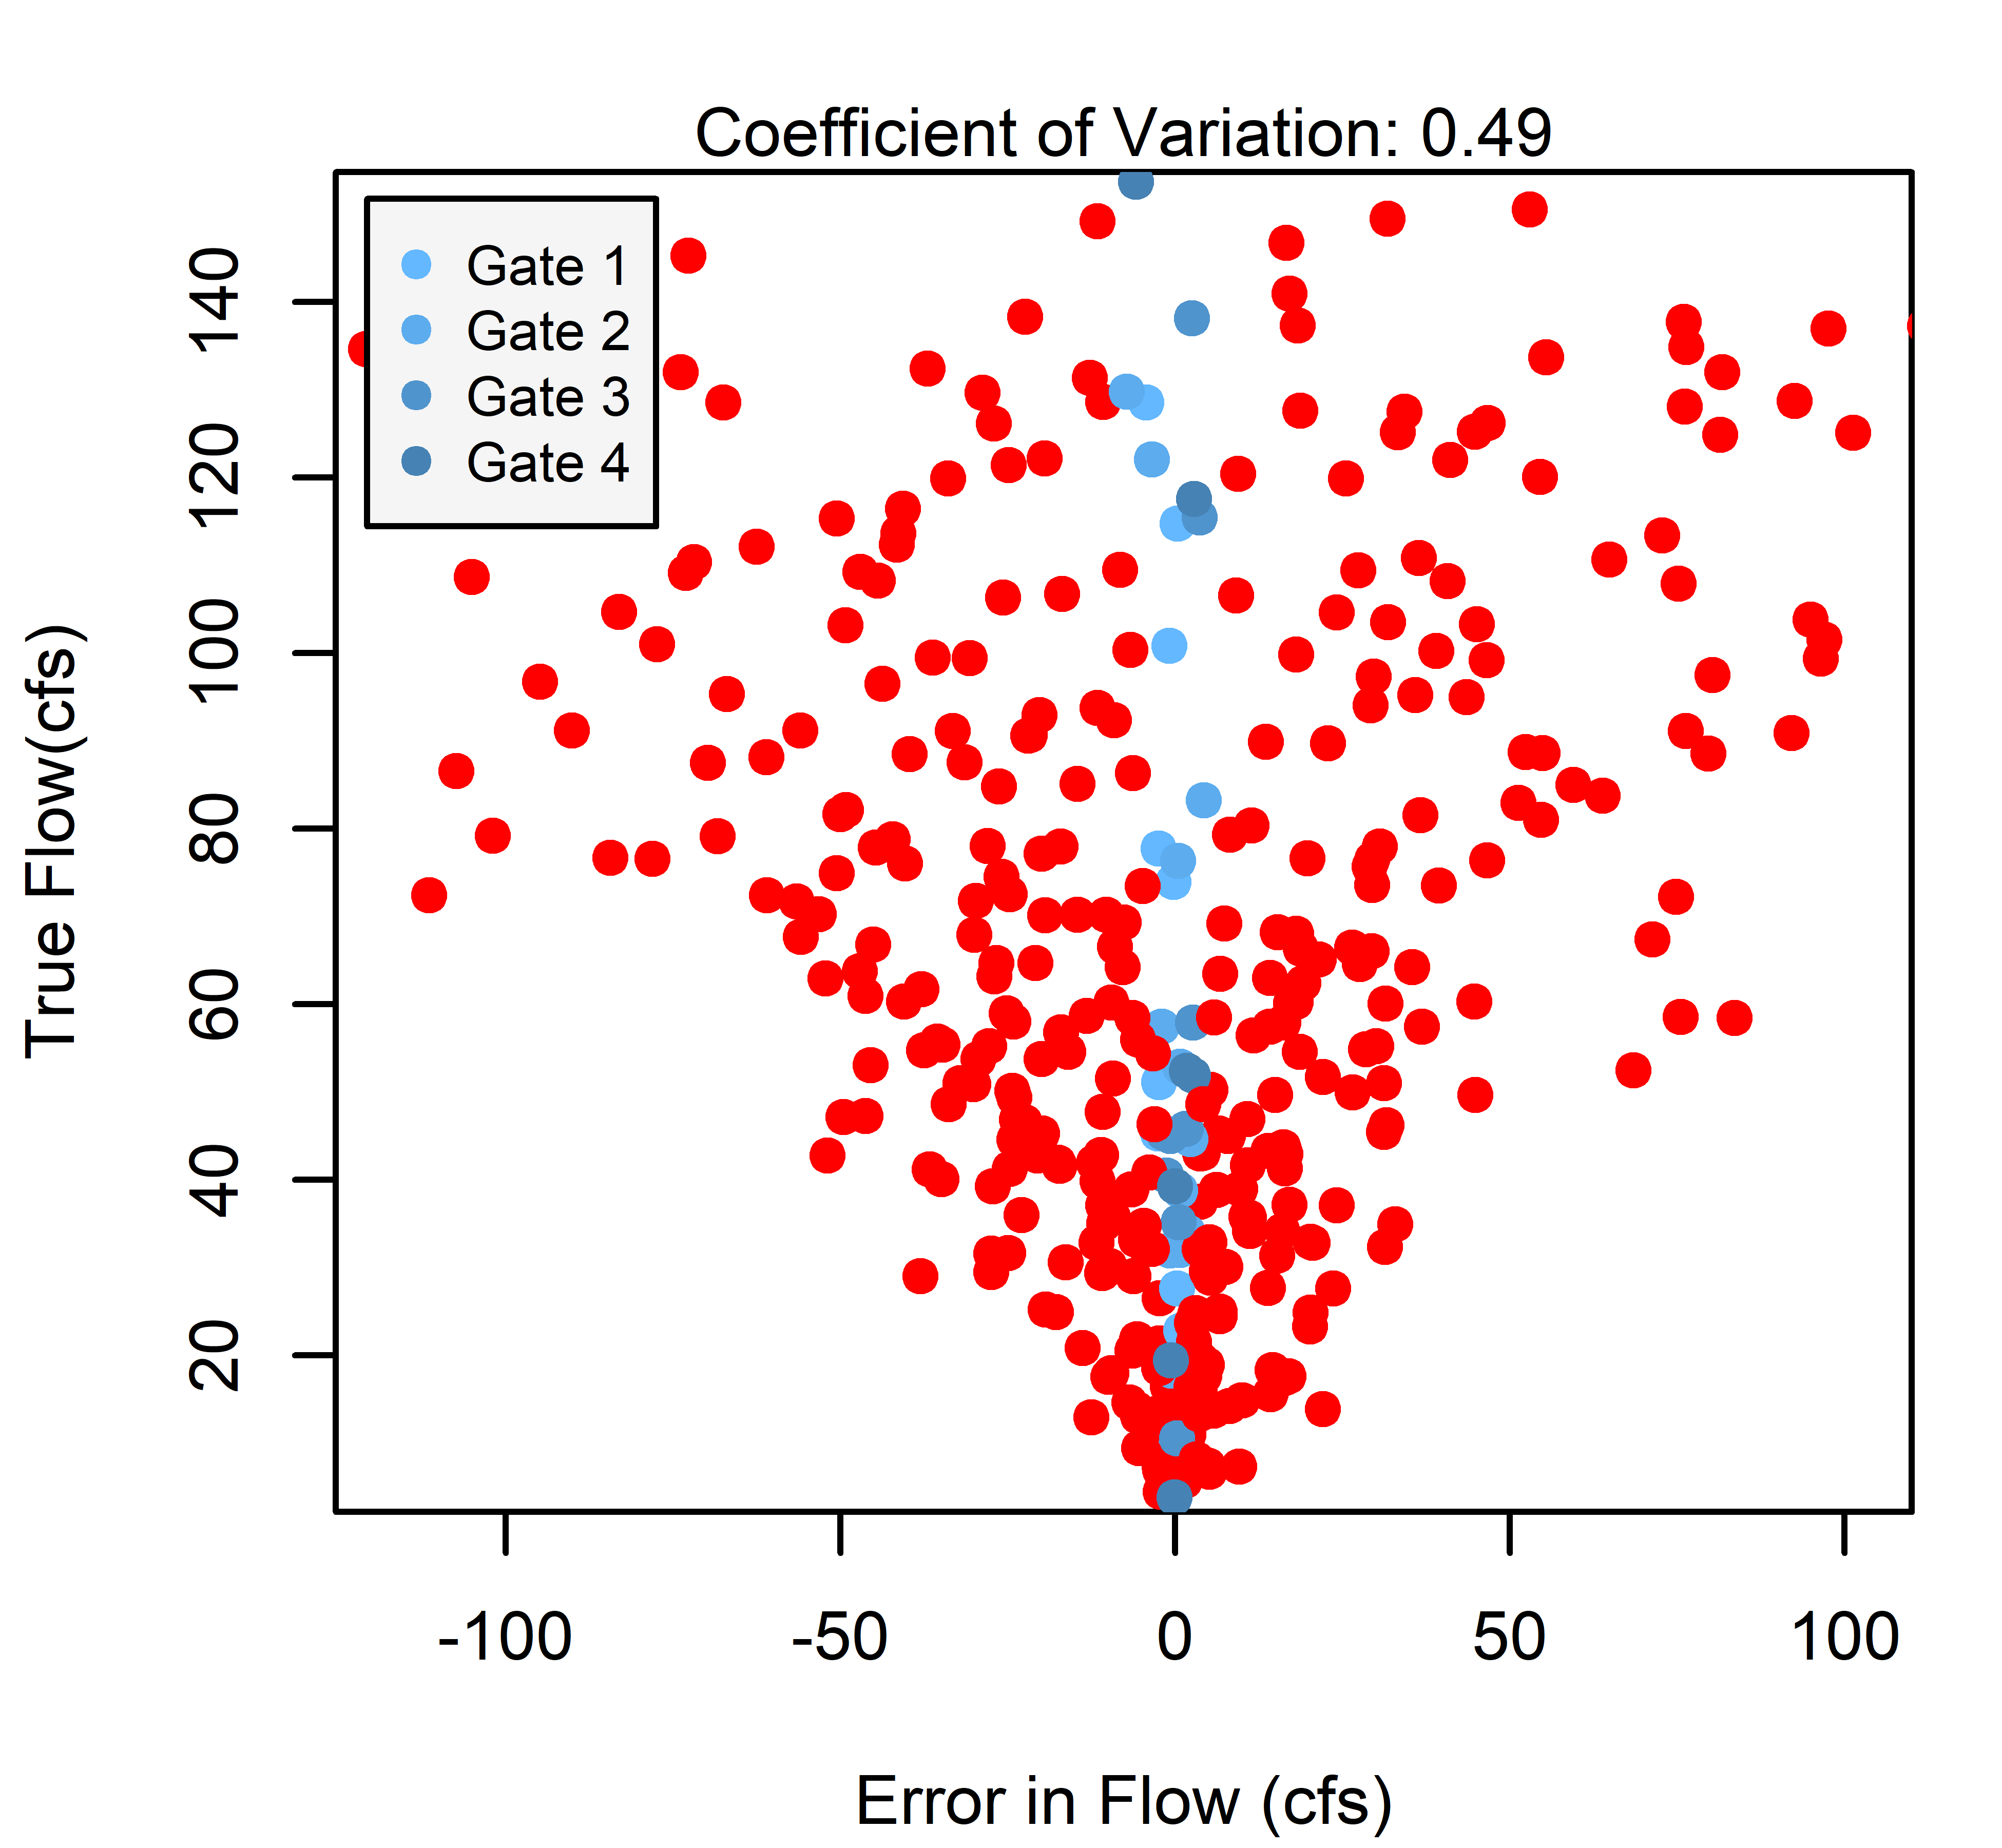 Coefficient of Variation: 0.49
Gate 1
Gate 2
Gate 3
Gate 4
True Flow(cfs)
140
120
100
80
60
40
20
-100 -50 0 50 100
Error in Flow (cfs)